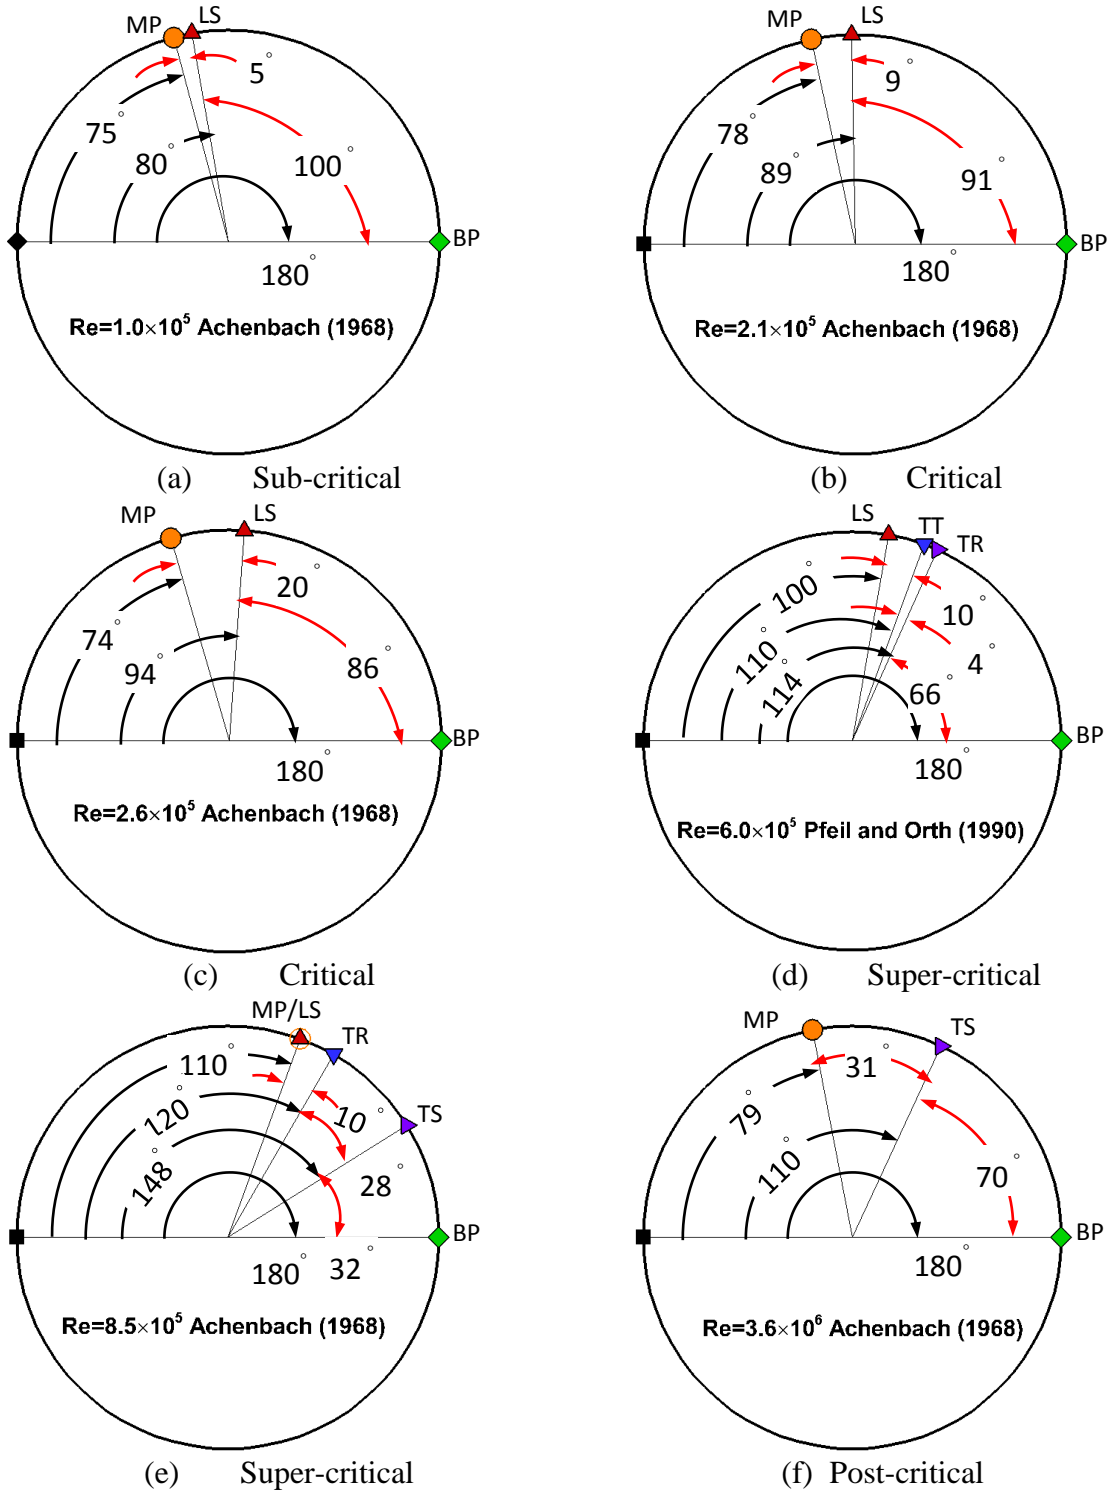 MP LS
5°
75°
80°
100°
BP
180°
Re=1.0×10⁵ Achenbach (1968)
(a) Sub-critical
MP LS
9°
78°
89°
91°
BP
180°
Re=2.1×10⁵ Achenbach (1968)
(b) Critical
MP LS
20°
74°
94°
86°
BP
180°
Re=2.6×10⁵ Achenbach (1968)
(c) Critical
LS TT TR
100°
10°
110°
4°
114°
66°
BP
180°
Re=6.0×10⁵ Pfeil and Orth (1990)
(d) Super-critical
MP/LS
TR
110°
120°
10°
TS
148°
28°
BP
180° 32°
Re=8.5×10⁵ Achenbach (1968)
(e) Super-critical
MP
TS
31°
79°
110°
70°
BP
180°
Re=3.6×10⁶ Achenbach (1968)
(f) Post-critical